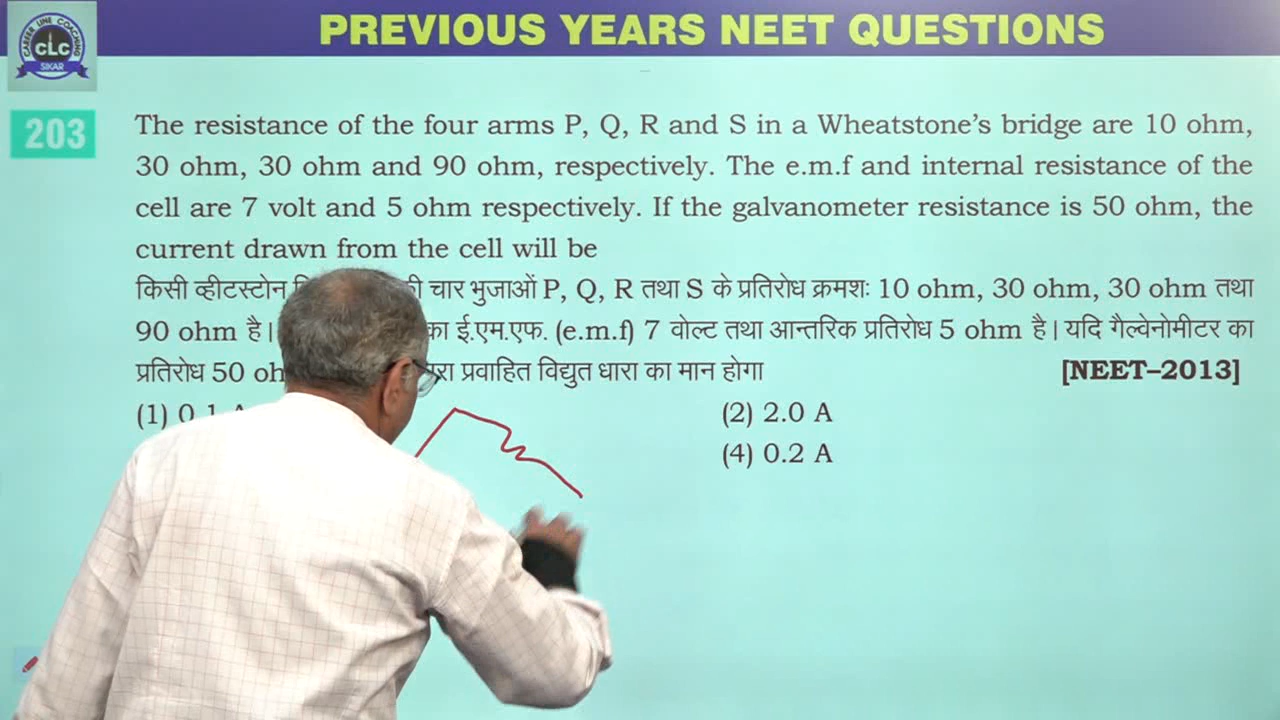 PREVIOUS YEARS NEET QUESTIONS
CAREER LINE COACHING
CLC
SIKAR
203
The resistance of the four arms P, Q, R and S in a Wheatstone's bridge are 10 ohm,
30 ohm, 30 ohm and 90 ohm, respectively. The e.m.f and internal resistance of the
cell are 7 volt and 5 ohm respectively. If the galvanometer resistance is 50 ohm, the
current drawn from the cell will be
किसी व्हीटस्टोन चार भुजाओं P, Q, R तथा S के प्रतिरोध क्रमशः 10 ohm, 30 ohm, 30 ohm तथा
90 ohm है। का ई.एम.एफ. (e.m.f) 7 वोल्ट तथा आन्तरिक प्रतिरोध 5 ohm है। यदि गैल्वेनोमीटर का
प्रतिरोध 50 प्रवाहित विद्युत धारा का मान होगा [NEET–2013]
(1) (2) 2.0 A
(4) 0.2 A